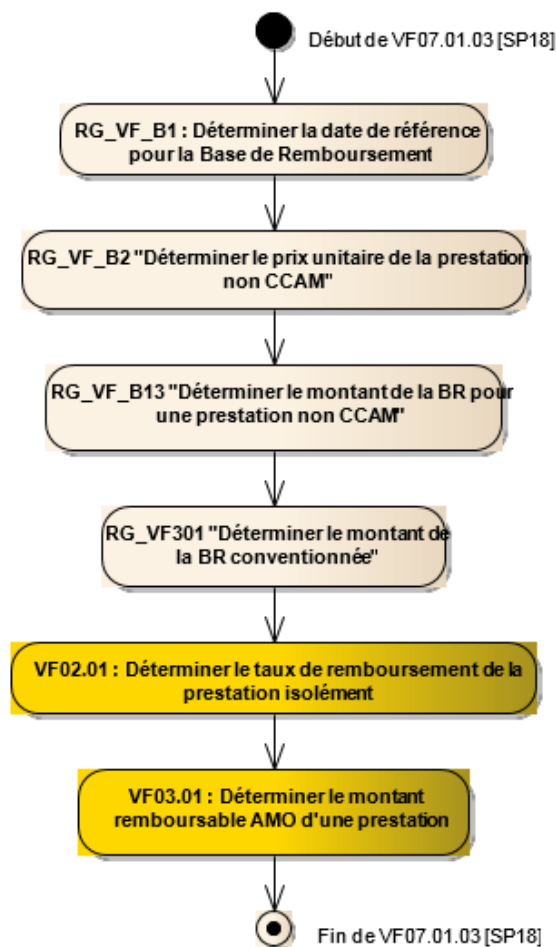 Début de VF07.01.03 [SP18]
RG_VF_B1 : Déterminer la date de référence
pour la Base de Remboursement
RG_VF_B2 "Déterminer le prix unitaire de la prestation
non CCAM"
RG_VF_B13 "Déterminer le montant de la BR pour
une prestation non CCAM"
RG_VF301 "Déterminer le montant de
la BR conventionnée"
VF02.01 : Déterminer le taux de remboursement de la
prestation isolément
VF03.01 : Déterminer le montant
remboursable AMO d'une prestation
Fin de VF07.01.03 [SP18]